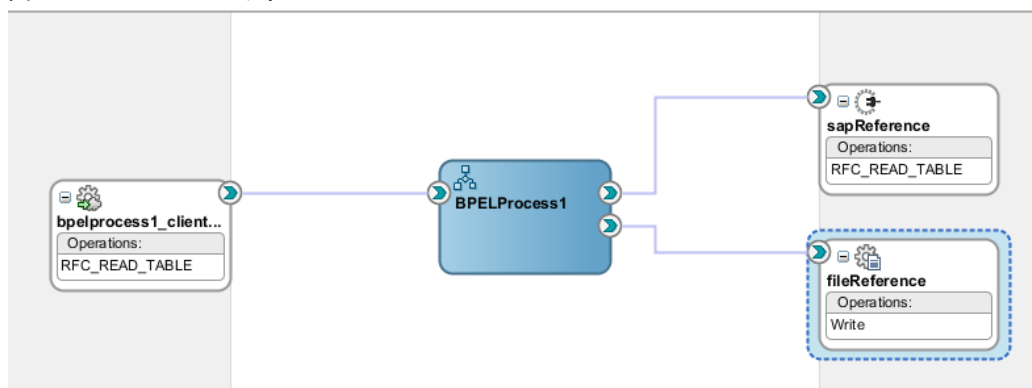 bpelprocess1_client...
Operations:
RFC_READ_TABLE
BPELProcess1
sapReference
Operations:
RFC_READ_TABLE
fileReference
Operations:
Write